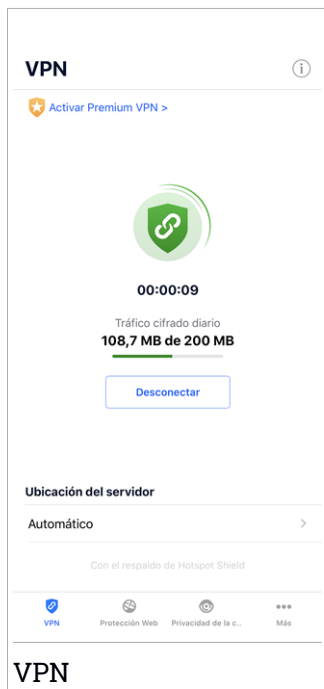 VPN
Activar Premium VPN >
00:00:09
Tráfico cifrado diario
108,7 MB de 200 MB
Desconectar
Ubicación del servidor
Automático
Con el respaldo de Hotspot Shield
VPN Protección Web Privacidad de la c... Más
VPN